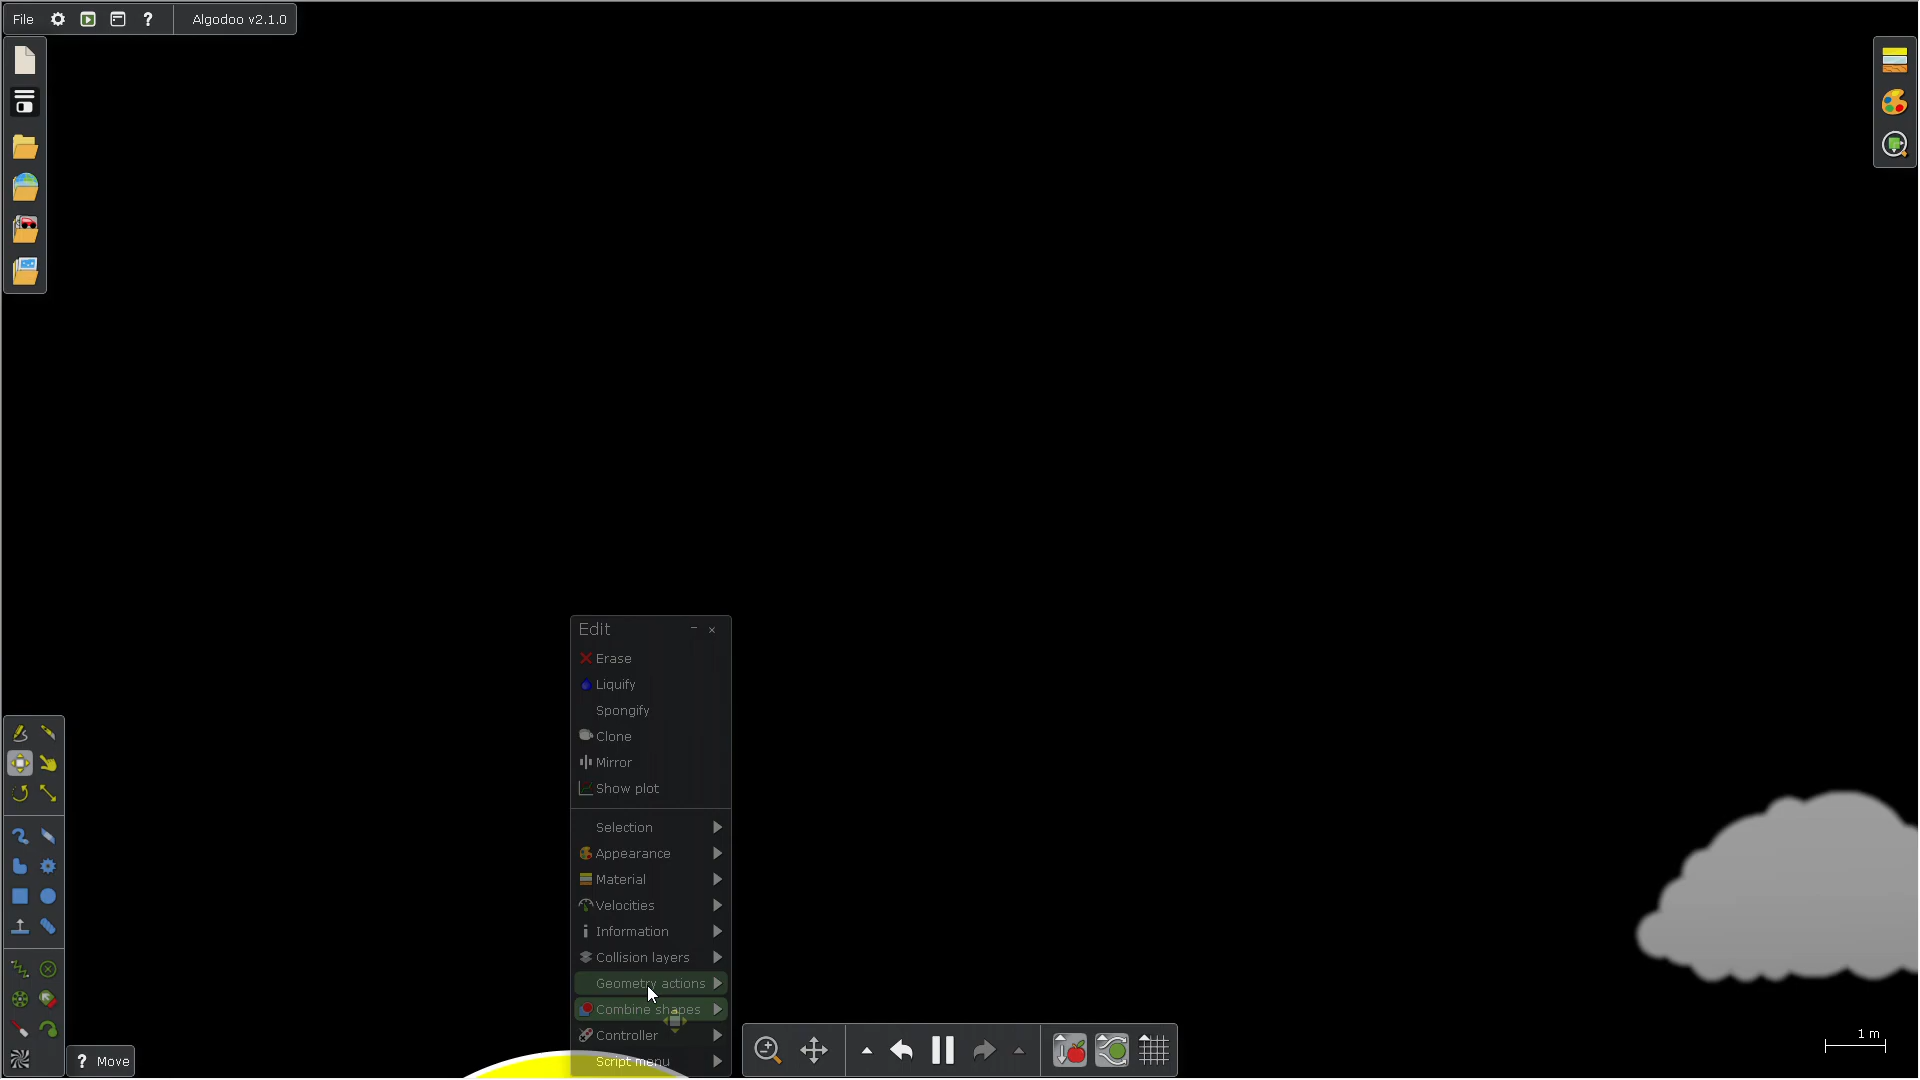 File ? Algodoo v2.1.0
Edit
Erase
Liquify
Spongify
Clone
Mirror
Show plot
Selection
Appearance
Material
Velocities
Information
Collision layers
Geometry actions
Combine shapes
Controller
Script menu
? Move
1 m